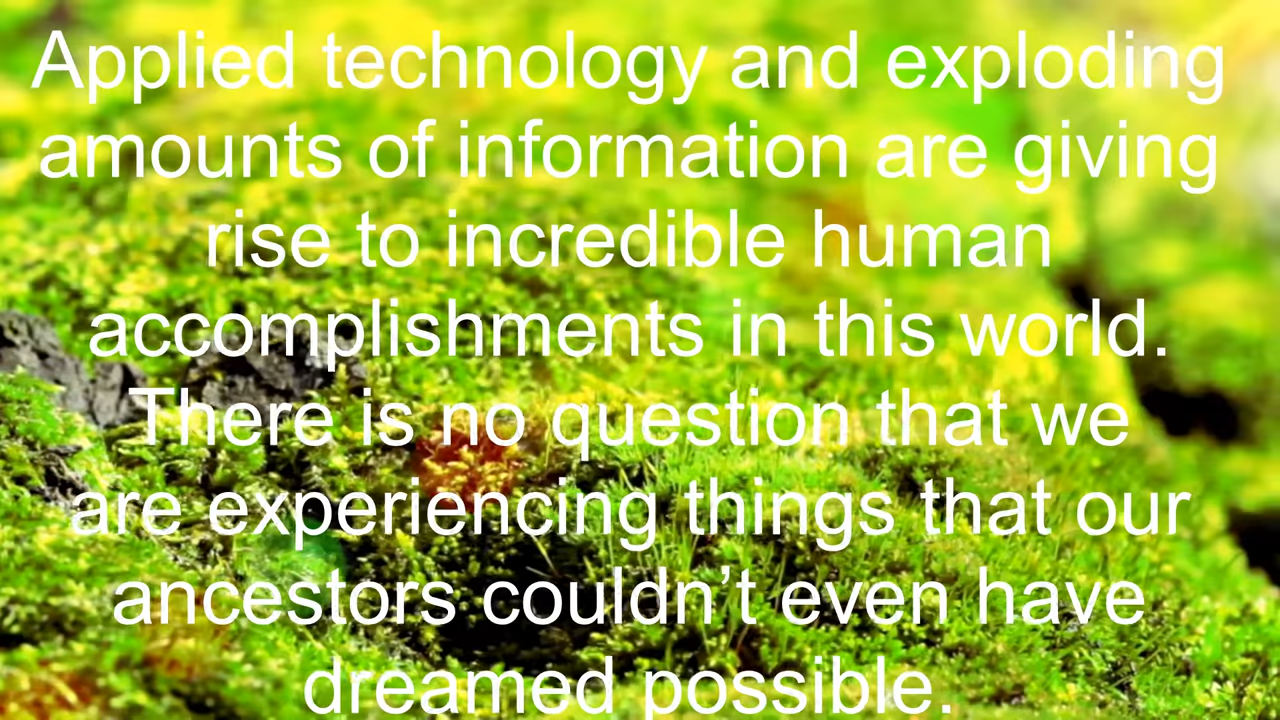 Applied technology and exploding
amounts of information are giving
rise to incredible human
accomplishments in this world.
There is no question that we
are experiencing things that our
ancestors couldn’t even have
dreamed possible.